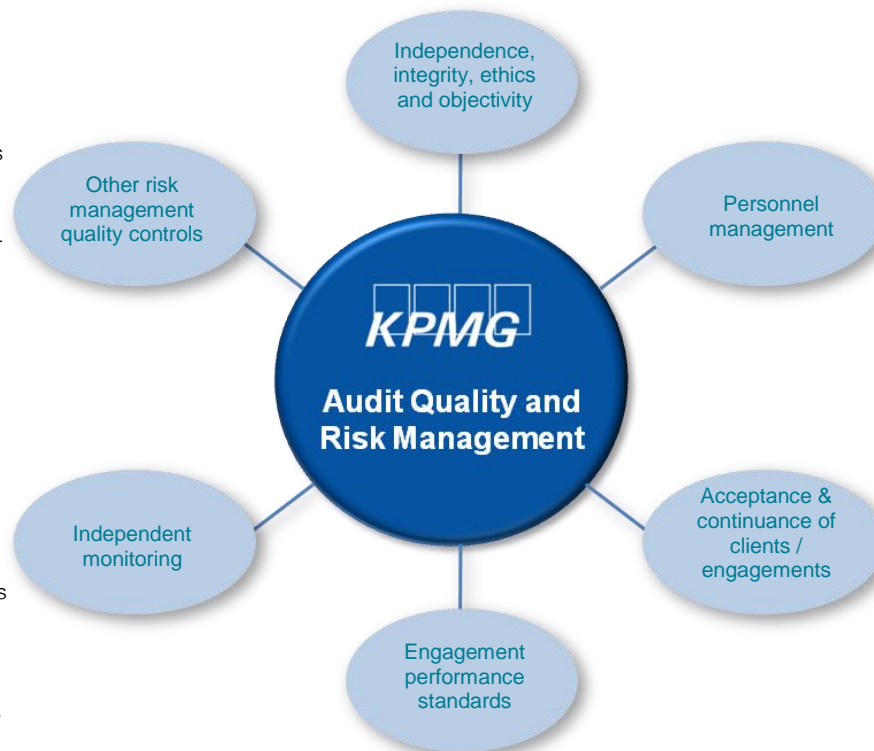 Independence,
integrity, ethics
and objectivity
Personnel
management
Acceptance &
continuance of
clients /
engagements
Engagement
performance
standards
Independent
monitoring
Other risk
management
quality controls
KPMG
Audit Quality and
Risk Management